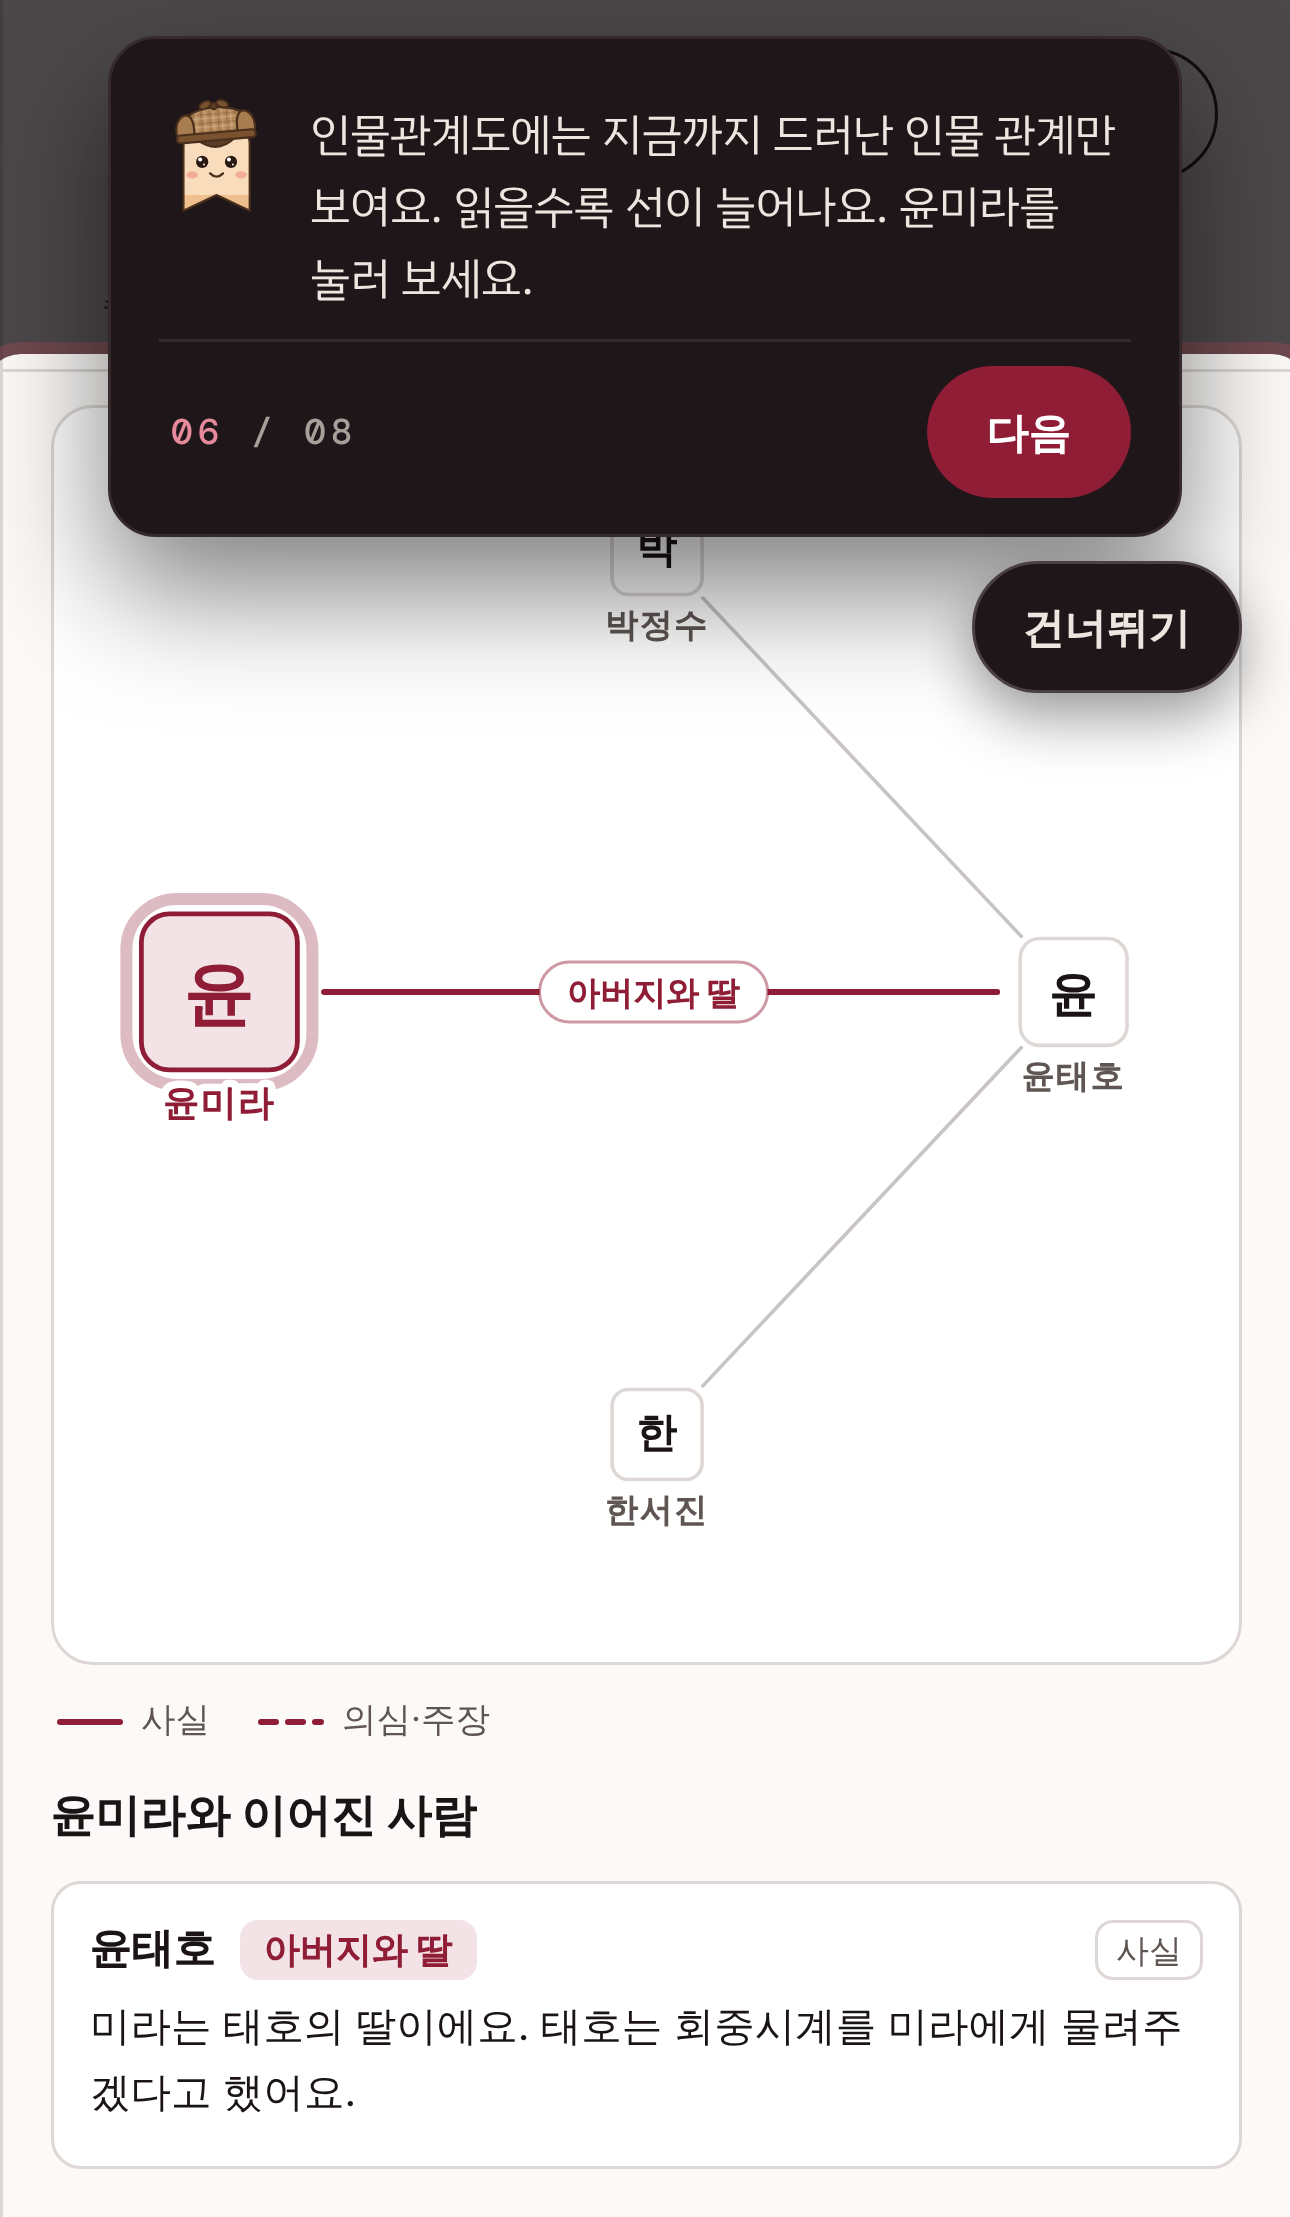 인물관계도에는 지금까지 드러난 인물 관계만
보여요. 읽을수록 선이 늘어나요. 윤미라를
눌러 보세요.
06 / 08
다음
건너뛰기
박
박정수
윤
윤미라
아버지와 딸
윤
윤태호
한
한서진
사실
의심·주장
윤미라와 이어진 사람
윤태호 아버지와 딸 사실
미라는 태호의 딸이에요. 태호는 회중시계를 미라에게 물려주
겠다고 했어요.